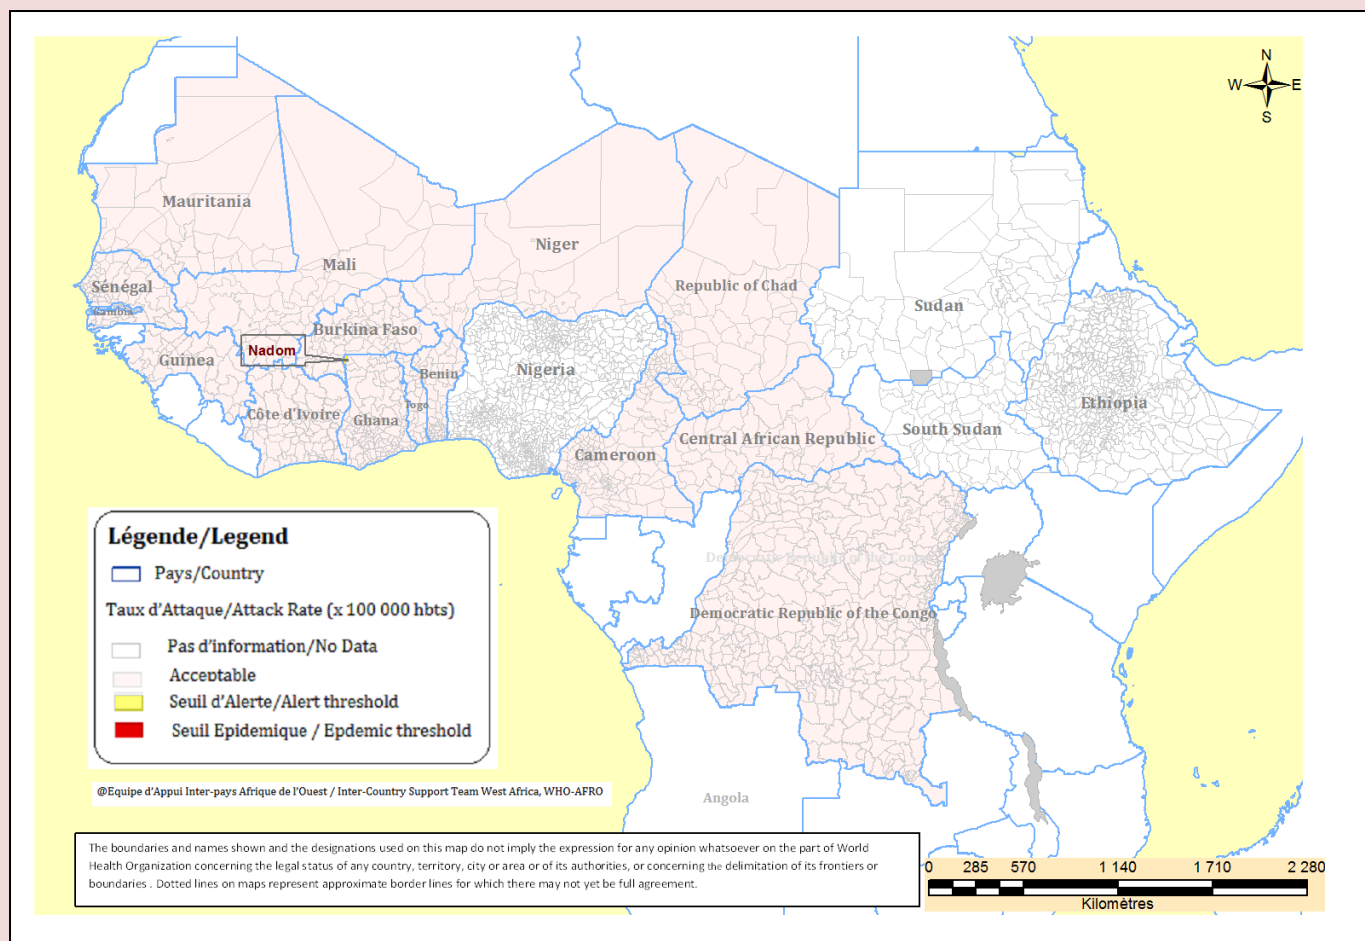 N
W
E
S
Mauritania
Niger
Mali
Sénégal
Gambia
Republic of Chad
Sudan
Burkina Faso
Nadom
Guinea
Benin
Nigeria
Togo
Côte d'Ivoire
Ghana
Ethiopia
South Sudan
Central African Republic
Cameroon
Democratic Republic of the Congo
Democratic Republic of the Congo
Angola
Légende/Legend
Pays/Country
Taux d'Attaque/Attack Rate (x 100 000 hbts)
Pas d'information/No Data
Acceptable
Seuil d'Alerte/Alert threshold
Seuil Epidemique / Epdemic threshold
@Equipe d'Appui Inter-pays Afrique de l'Ouest / Inter-Country Support Team West Africa, WHO-AFRO
The boundaries and names shown and the designations used on this map do not imply the expression for any opinion whatsoever on the part of World
Health Organization concerning the legal status of any country, territory, city or area or of its authorities, or concerning the delimitation of its frontiers or
boundaries . Dotted lines on maps represent approximate border lines for which there may not yet be full agreement.
0 285 570 1 140 1 710 2 280
Kilomètres